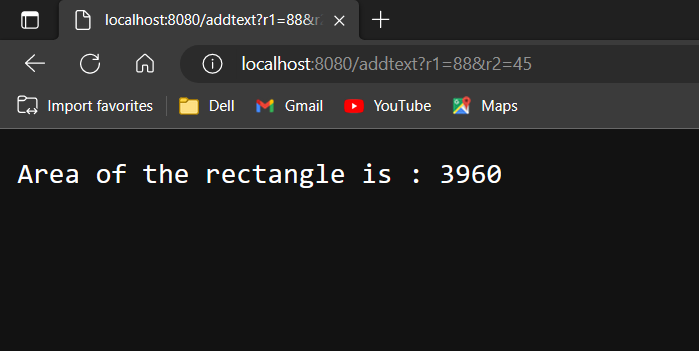 localhost:8080/addtext?r1=88&r2
localhost:8080/addtext?r1=88&r2=45
Import favorites Dell Gmail YouTube Maps
Area of the rectangle is : 3960